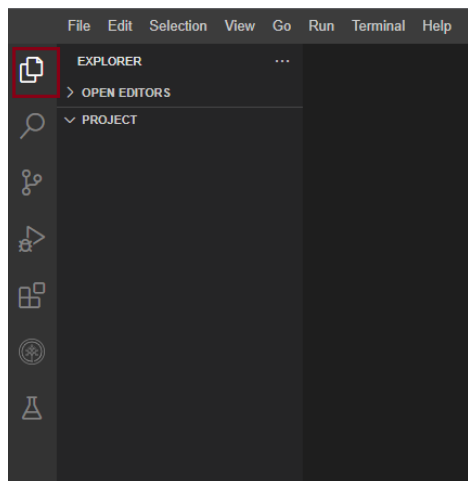 File Edit Selection View Go Run Terminal Help
EXPLORER
OPEN EDITORS
PROJECT